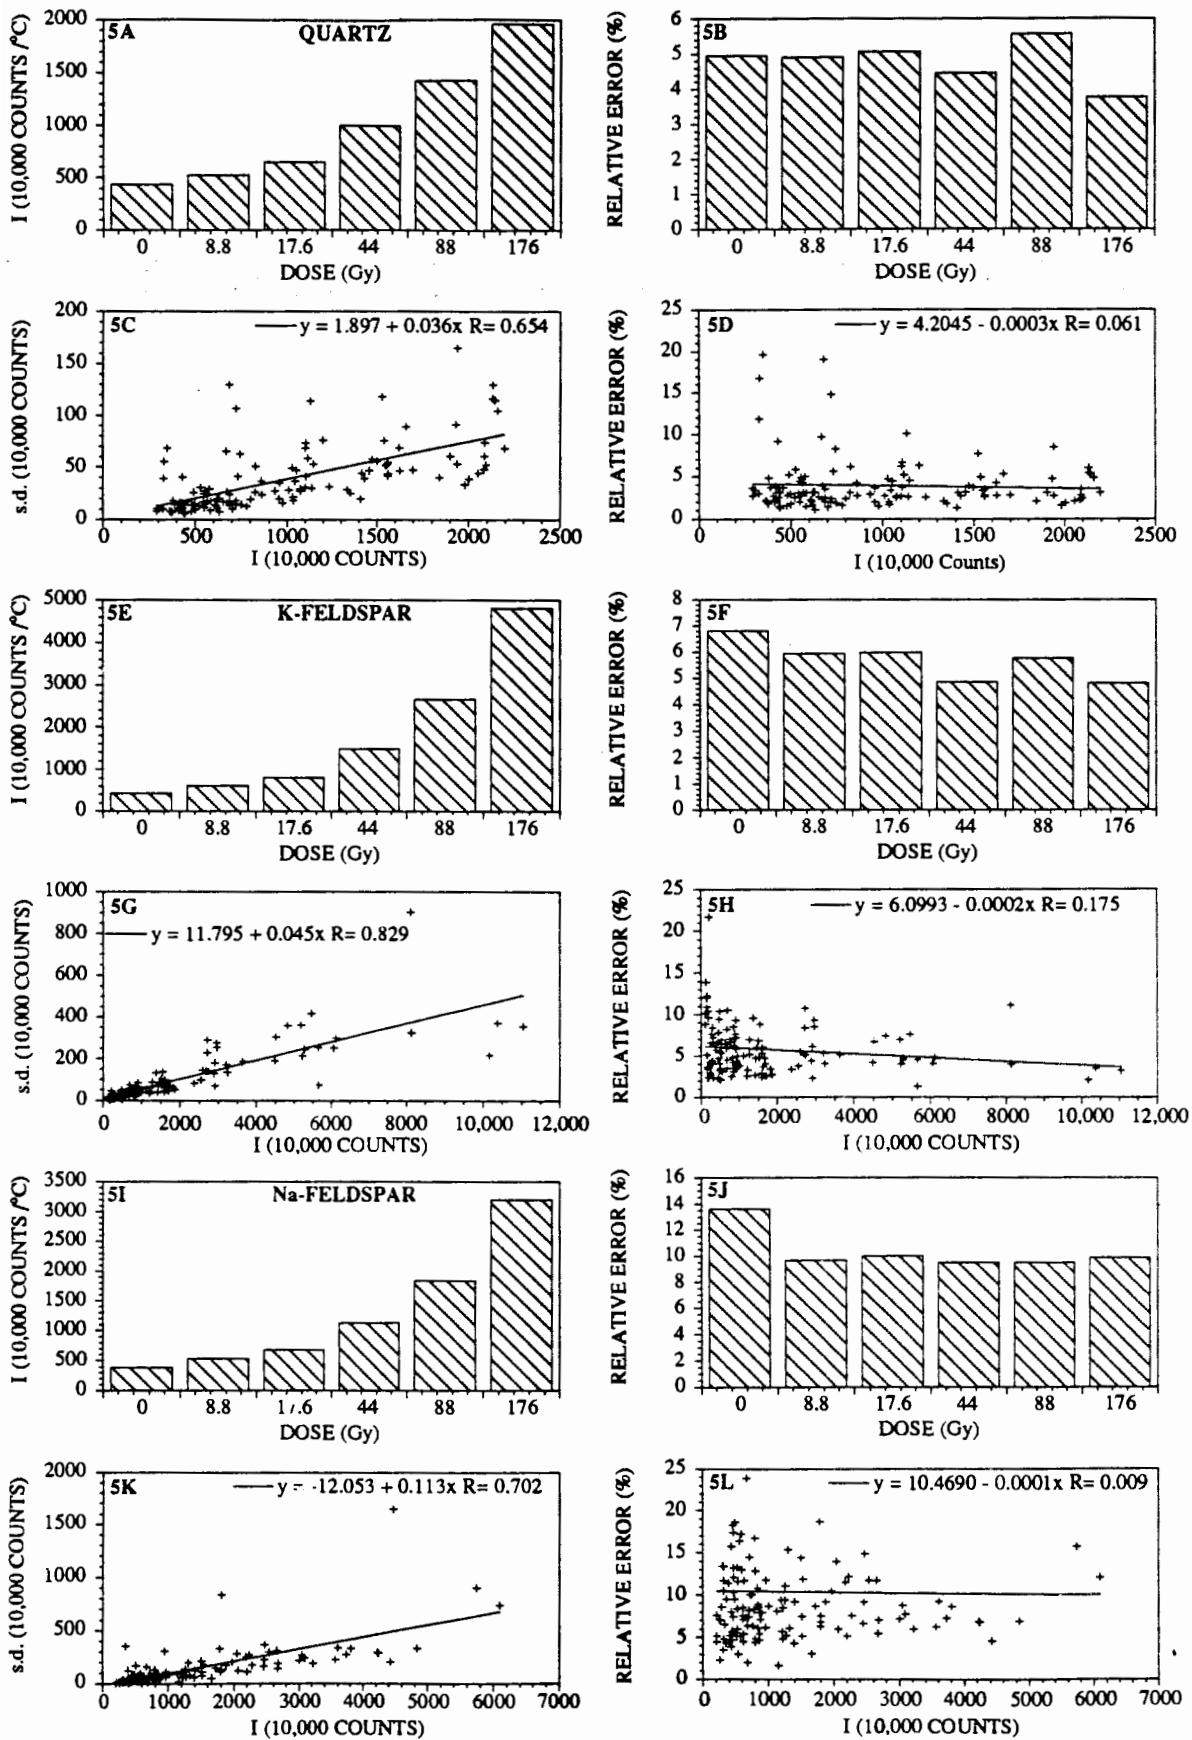 5A QUARTZ
I (10,000 COUNTS /°C)
2000
1500
1000
500
0
0 8.8 17.6 44 88 176
DOSE (Gy)
5B
RELATIVE ERROR (%)
6
5
4
3
2
1
0
0 8.8 17.6 44 88 176
DOSE (Gy)
5C y = 1.897 + 0.036x R= 0.654
s.d. (10,000 COUNTS)
200
150
100
50
0
0 500 1000 1500 2000 2500
I (10,000 COUNTS)
5D y = 4.2045 - 0.0003x R= 0.061
RELATIVE ERROR (%)
25
20
15
10
5
0
0 500 1000 1500 2000 2500
I (10,000 Counts)
5E K-FELDSPAR
I (10,000 COUNTS /°C)
5000
4000
3000
2000
1000
0
0 8.8 17.6 44 88 176
DOSE (Gy)
5F
RELATIVE ERROR (%)
8
7
6
5
4
3
2
1
0
0 8.8 17.6 44 88 176
DOSE (Gy)
5G
y = 11.795 + 0.045x R= 0.829
s.d. (10,000 COUNTS)
1000
800
600
400
200
0
0 2000 4000 6000 8000 10,000 12,000
I (10,000 COUNTS)
5H y = 6.0993 - 0.0002x R= 0.175
RELATIVE ERROR (%)
25
20
15
10
5
0
0 2000 4000 6000 8000 10,000 12,000
I (10,000 COUNTS)
5I Na-FELDSPAR
I (10,000 COUNTS /°C)
3500
3000
2500
2000
1500
1000
500
0
0 8.8 17.6 44 88 176
DOSE (Gy)
5J
RELATIVE ERROR (%)
16
14
12
10
8
6
4
2
0
0 8.8 17.6 44 88 176
DOSE (Gy)
5K y = -12.053 + 0.113x R= 0.702
s.d. (10,000 COUNTS)
2000
1500
1000
500
0
0 1000 2000 3000 4000 5000 6000 7000
I (10,000 COUNTS)
5L y = 10.4690 - 0.0001x R= 0.009
RELATIVE ERROR (%)
25
20
15
10
5
0
0 1000 2000 3000 4000 5000 6000 7000
I (10,000 COUNTS)